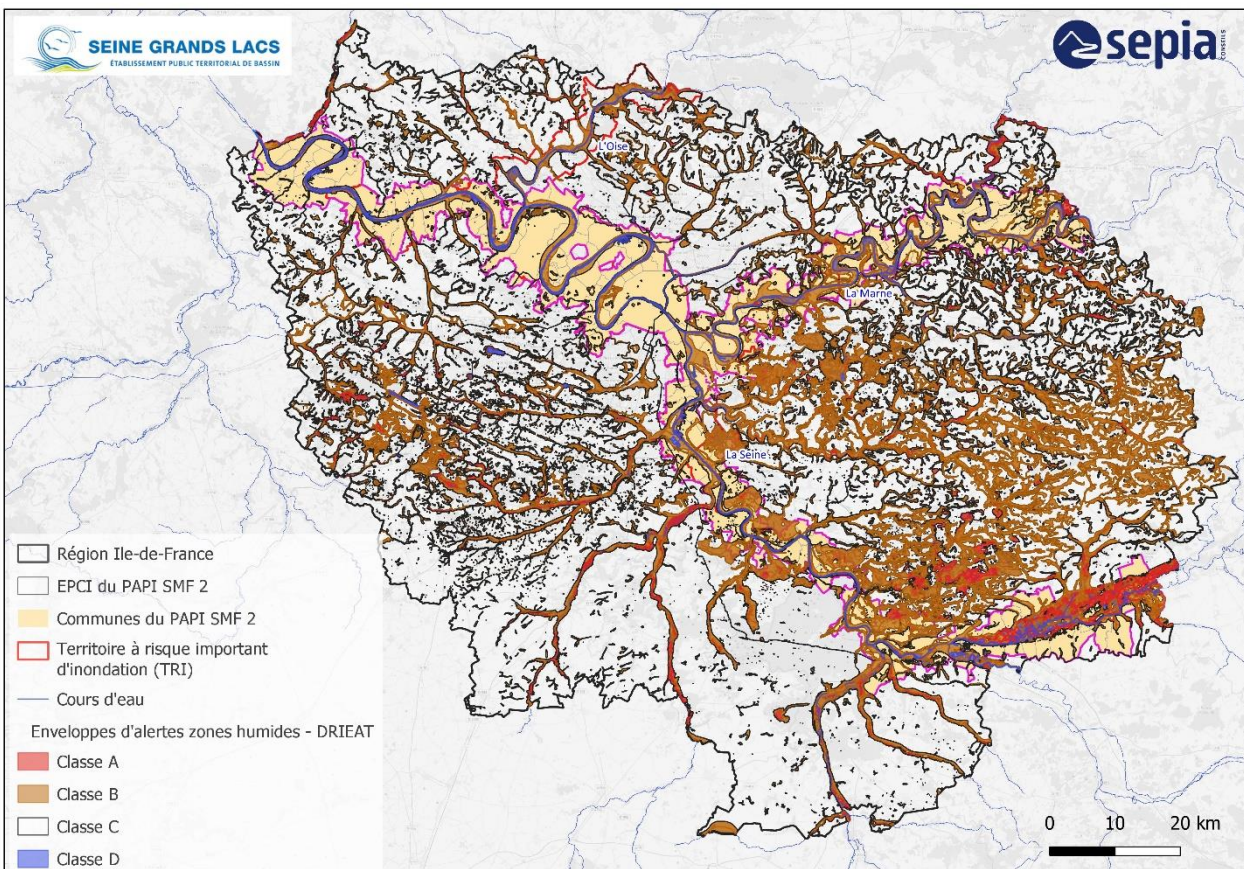 SEINE GRANDS LACS
ÉTABLISSEMENT PUBLIC TERRITORIAL DE BASSIN
sepia
CONSEILS
L'Oise
La Marne
La Seine
Région Ile-de-France
EPCI du PAPI SMF 2
Communes du PAPI SMF 2
Territoire à risque important
d'inondation (TRI)
Cours d'eau
Enveloppes d'alertes zones humides - DRIEAT
Classe A
Classe B
Classe C
Classe D
0 10 20 km